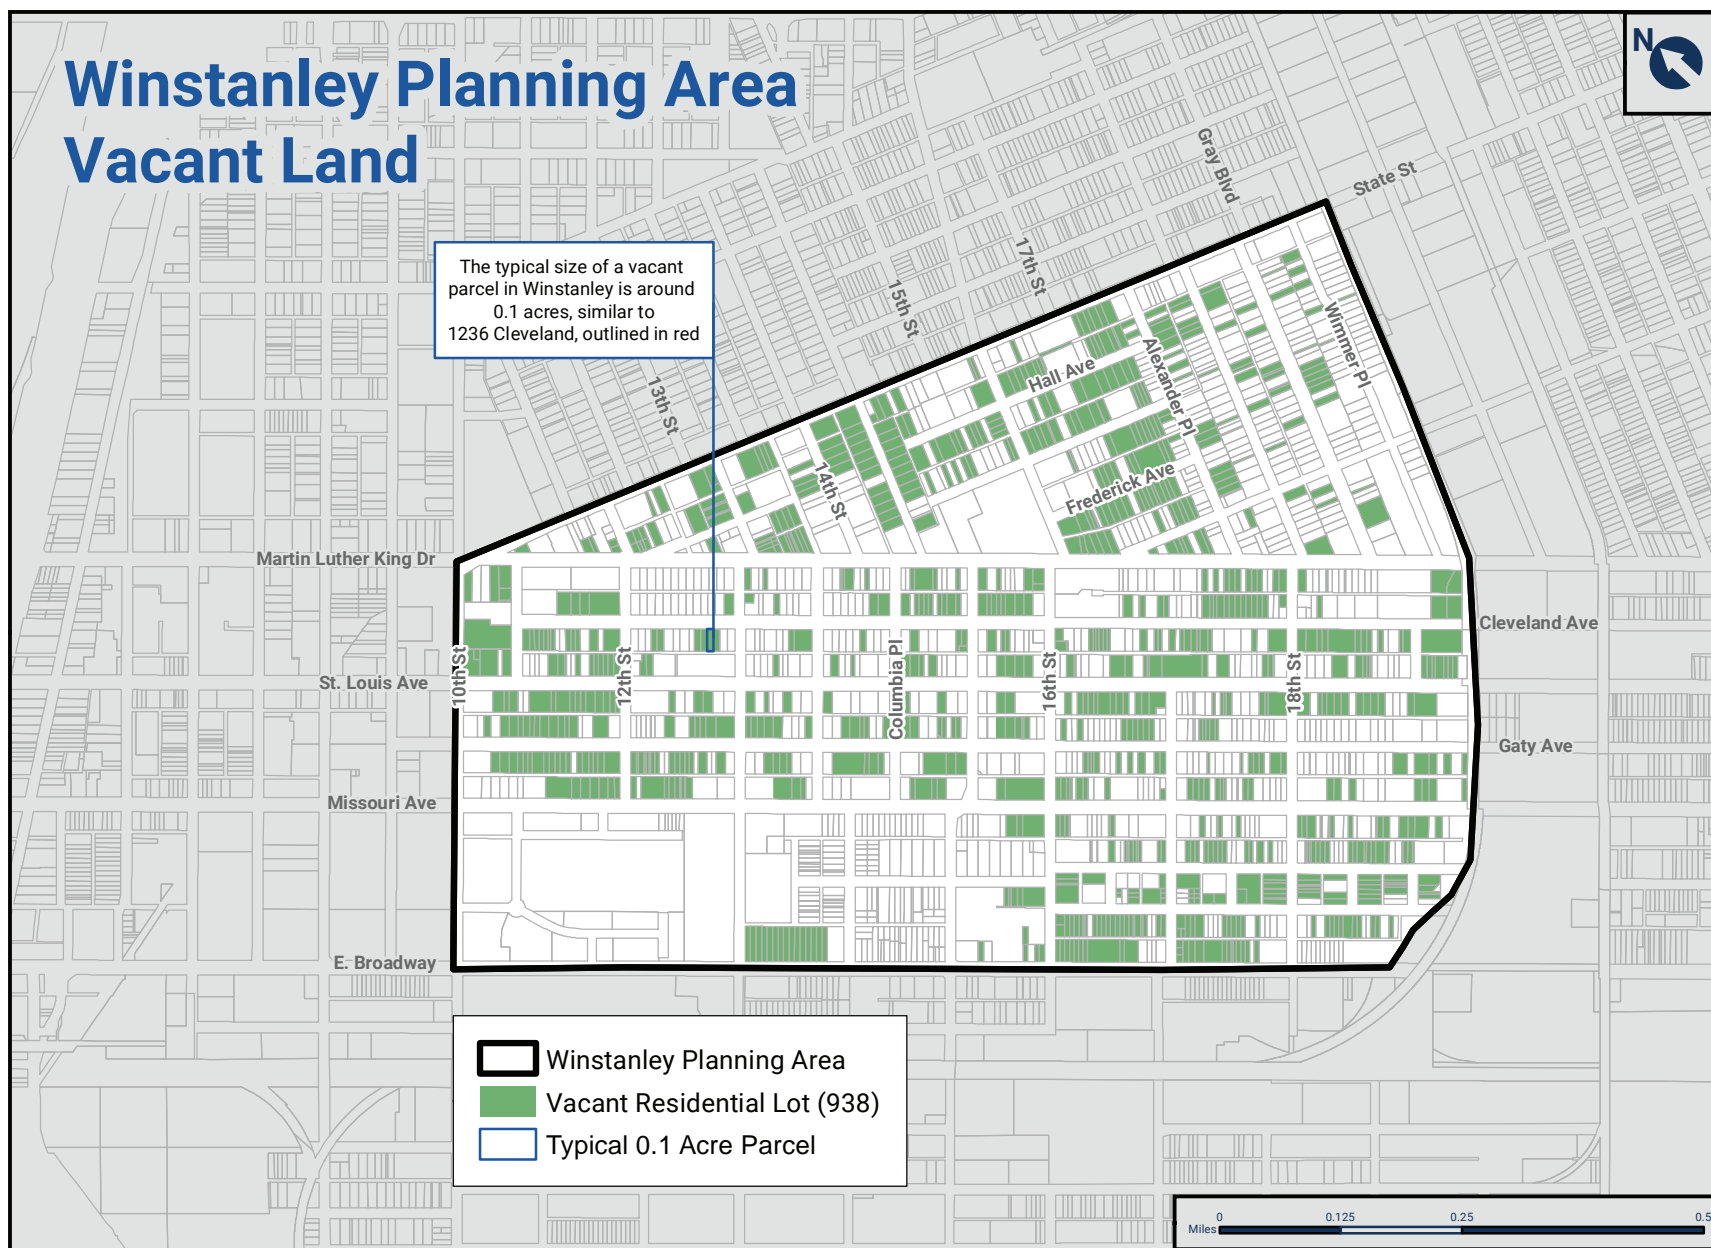 Winstanley Planning Area
Vacant Land
N
Gray Blvd
State St
The typical size of a vacant
parcel in Winstanley is around
0.1 acres, similar to
1236 Cleveland, outlined in red
17th St
15th St
13th St
14th St
Hall Ave
Alexander Pl
Wimmer Pl
Frederick Ave
Martin Luther King Dr
Cleveland Ave
10th St
12th St
Columbia Pl
16th St
18th St
St. Louis Ave
Gaty Ave
Missouri Ave
E. Broadway
Winstanley Planning Area
Vacant Residential Lot (938)
Typical 0.1 Acre Parcel
0 0.125 0.25 0.5
Miles